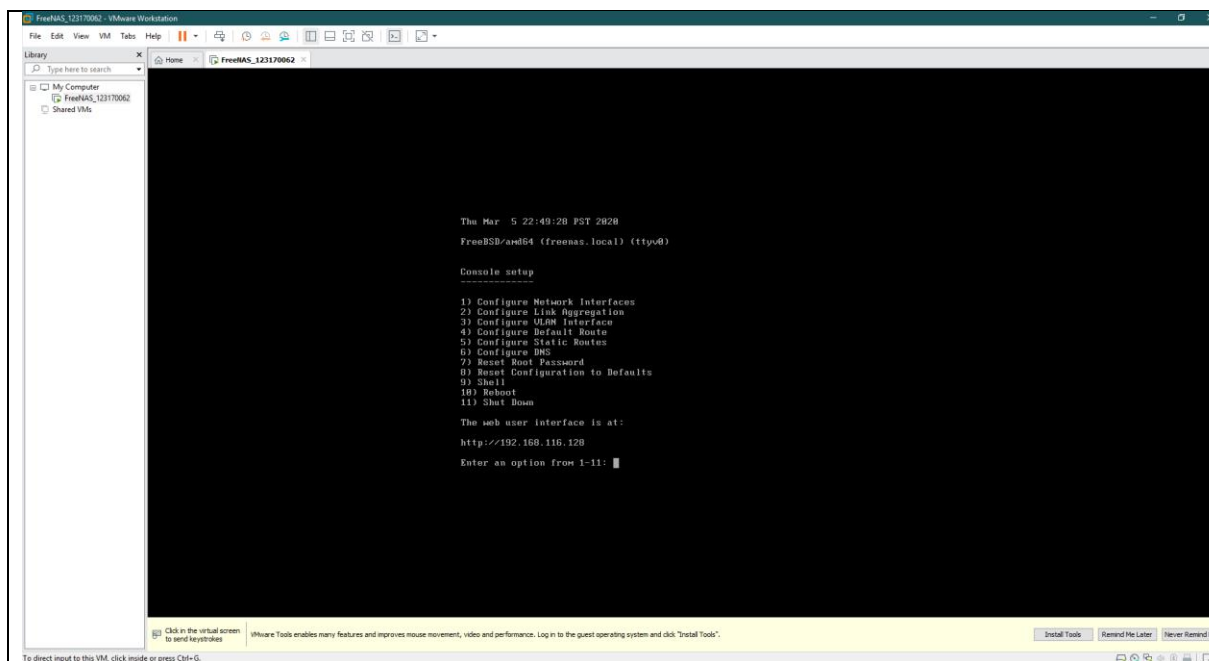 FreeNAS_123170062 - VMware Workstation
File Edit View VM Tabs Help
Library
Type here to search
My Computer
FreeNAS_123170062
Shared VMs
Home
FreeNAS_123170062
Thu Mar 5 22:49:28 PST 2020
FreeBSD/amd64 (freenas.local) (ttyv0)
Console setup
-------------
1) Configure Network Interfaces
2) Configure Link Aggregation
3) Configure VLAN Interface
4) Configure Default Route
5) Configure Static Routes
6) Configure DNS
7) Reset Root Password
8) Reset Configuration to Defaults
9) Shell
10) Reboot
11) Shut Down
The web user interface is at:
http://192.168.116.128
Enter an option from 1-11:
Click in the virtual screen
to send keystrokes
VMware Tools enables many features and improves mouse movement, video and performance. Log in to the guest operating system and click "Install Tools".
Install Tools Remind Me Later Never Remind
To direct input to this VM, click inside or press Ctrl+G.